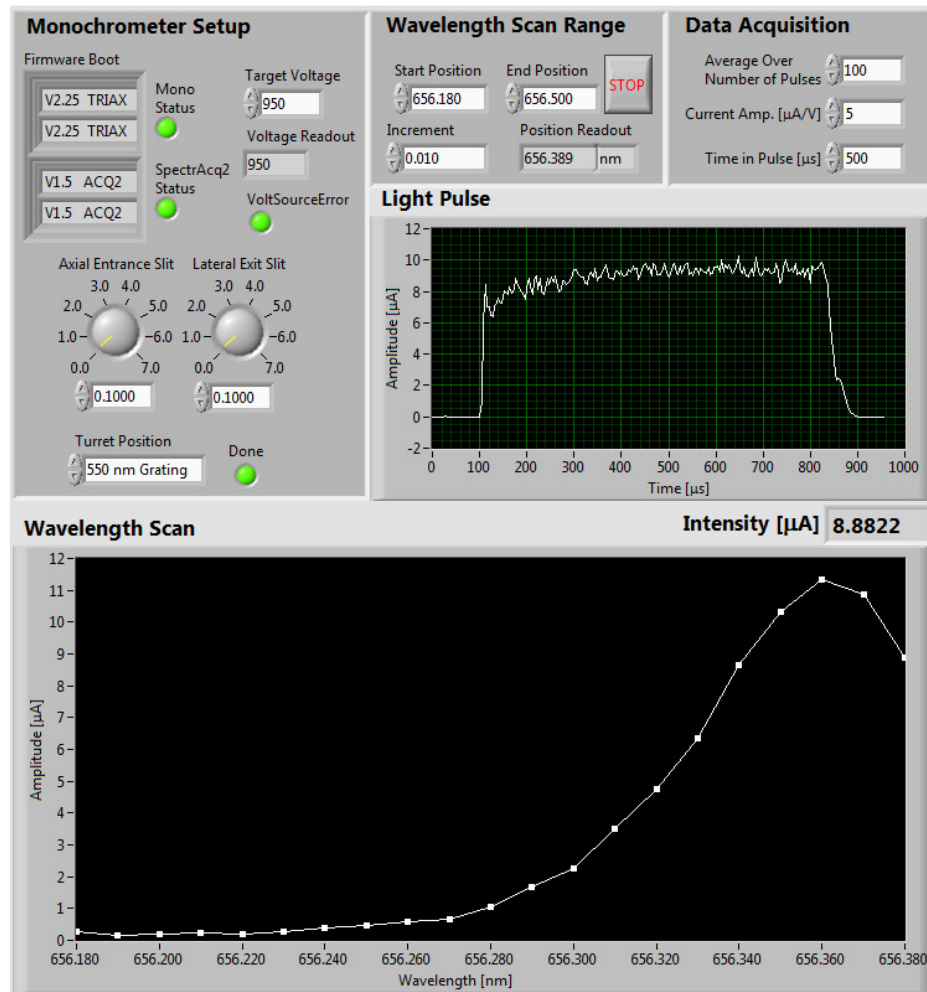 Monochrometer Setup
Firmware Boot
V2.25 TRIAX
V2.25 TRIAX
V1.5 ACQ2
V1.5 ACQ2
Mono
Status
SpectrAcq2
Status
Target Voltage
950
Voltage Readout
950
VoltSourceError
Axial Entrance Slit
0.0 1.0 2.0 3.0 4.0 5.0 6.0 7.0
0.1000
Lateral Exit Slit
0.0 1.0 2.0 3.0 4.0 5.0 6.0 7.0
0.1000
Turret Position
550 nm Grating
Done
Wavelength Scan Range
Start Position
656.180
End Position
656.500
STOP
Increment
0.010
Position Readout
656.389 nm
Data Acquisition
Average Over
Number of Pulses
100
Current Amp. [µA/V]
5
Time in Pulse [µs]
500
Light Pulse
Amplitude [µA]
12
10
8
6
4
2
0
-2
0 100 200 300 400 500 600 700 800 900 1000
Time [µs]
Wavelength Scan
Intensity [µA] 8.8822
Amplitude [µA]
12
11
10
9
8
7
6
5
4
3
2
1
0
656.180 656.200 656.220 656.240 656.260 656.280 656.300 656.320 656.340 656.360 656.380
Wavelength [nm]